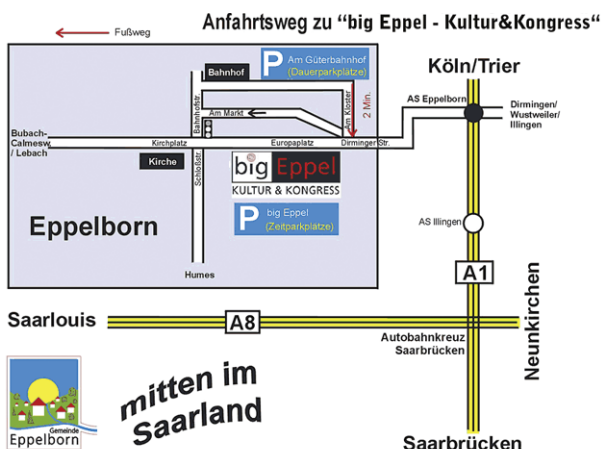 Anfahrtsweg zu "big Eppel - Kultur&Kongress"
Fußweg
Bahnhof
P Am Güterbahnhof
(Dauerparkplätze)
Köln/Trier
AS Eppelborn
Dirmingen/
Wustweiler/
Illingen
Bahnhofstr.
Am Markt
Am Kloster
2 Min.
Bubach-
Calmesw.
/ Lebach
Kirchplatz
Europaplatz
Dirminger Str.
Kirche
Schloßstr.
big Eppel
KULTUR & KONGRESS
P big Eppel
(Zeitparkplätze)
Eppelborn
Humes
AS Illingen
A1
Neunkirchen
Saarlouis
A8
Autobahnkreuz
Saarbrücken
mitten im
Saarland
Gemeinde
Eppelborn
Saarbrücken